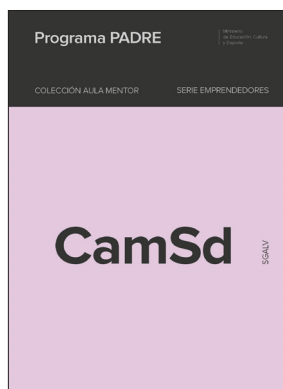 Programa PADRE
Ministerio
de Educación, Cultura
y Deporte
COLECCIÓN AULA MENTOR
SERIE EMPRENDEDORES
CamSd
SGALV